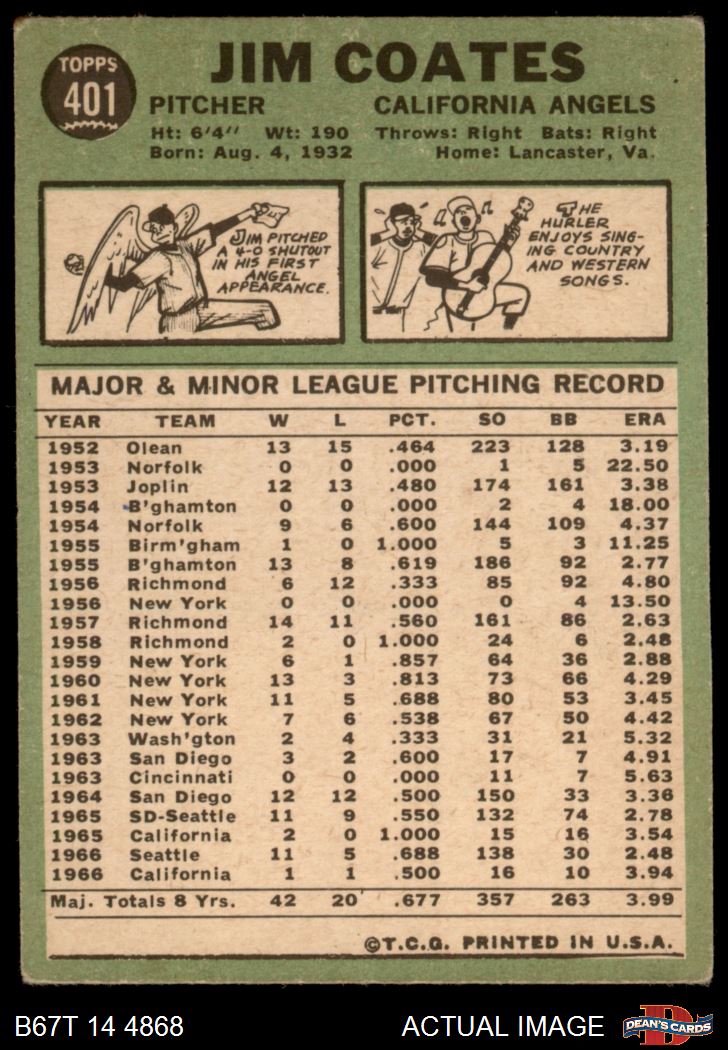 TOPPS
401
JIM COATES
PITCHER CALIFORNIA ANGELS
Ht: 6'4" Wt: 190 Throws: Right Bats: Right
Born: Aug. 4, 1932 Home: Lancaster, Va.
JIM PITCHED
A 4-0 SHUTOUT
IN HIS FIRST
ANGEL
APPEARANCE.
THE
HURLER
ENJOYS SING-
ING COUNTRY
AND WESTERN
SONGS.
MAJOR & MINOR LEAGUE PITCHING RECORD
YEAR TEAM W L PCT. SO BB ERA
1952 Olean 13 15 .464 223 128 3.19
1953 Norfolk 0 0 .000 1 5 22.50
1953 Joplin 12 13 .480 174 161 3.38
1954 B'ghamton 0 0 .000 2 4 18.00
1954 Norfolk 9 6 .600 144 109 4.37
1955 Birm'gham 1 0 1.000 5 3 11.25
1955 B'ghamton 13 8 .619 186 92 2.77
1956 Richmond 6 12 .333 85 92 4.80
1956 New York 0 0 .000 0 4 13.50
1957 Richmond 14 11 .560 161 86 2.63
1958 Richmond 2 0 1.000 24 6 2.48
1959 New York 6 1 .857 64 36 2.88
1960 New York 13 3 .813 73 66 4.29
1961 New York 11 5 .688 80 53 3.45
1962 New York 7 6 .538 67 50 4.42
1963 Wash'gton 2 4 .333 31 21 5.32
1963 San Diego 3 2 .600 17 7 4.91
1963 Cincinnati 0 0 .000 11 7 5.63
1964 San Diego 12 12 .500 150 33 3.36
1965 SD-Seattle 11 9 .550 132 74 2.78
1965 California 2 0 1.000 15 16 3.54
1966 Seattle 11 5 .688 138 30 2.48
1966 California 1 1 .500 16 10 3.94
Maj. Totals 8 Yrs. 42 20 .677 357 263 3.99
©T.C.G. PRINTED IN U.S.A.
B67T 14 4868 ACTUAL IMAGE
D
DEAN'S CARDS